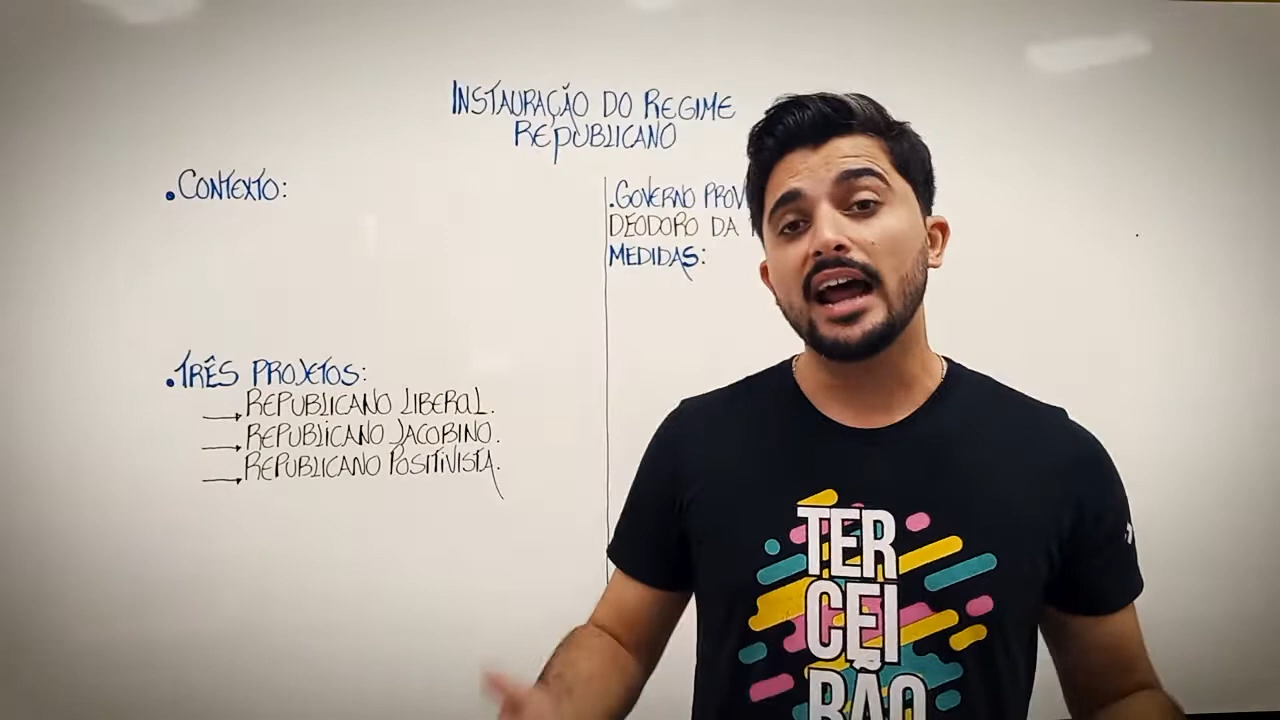 INSTAURAÇÃO DO REGIME
REPUBLICANO
.CONTEXTO:
.TRÊS PROJETOS:
→REPUBLICANO LIBERAL.
→REPUBLICANO JACOBINO.
→REPUBLICANO POSITIVISTA.
.GOVERNO PROV
DEODORO DA
MEDIDAS:
TER
CEI
RÃO